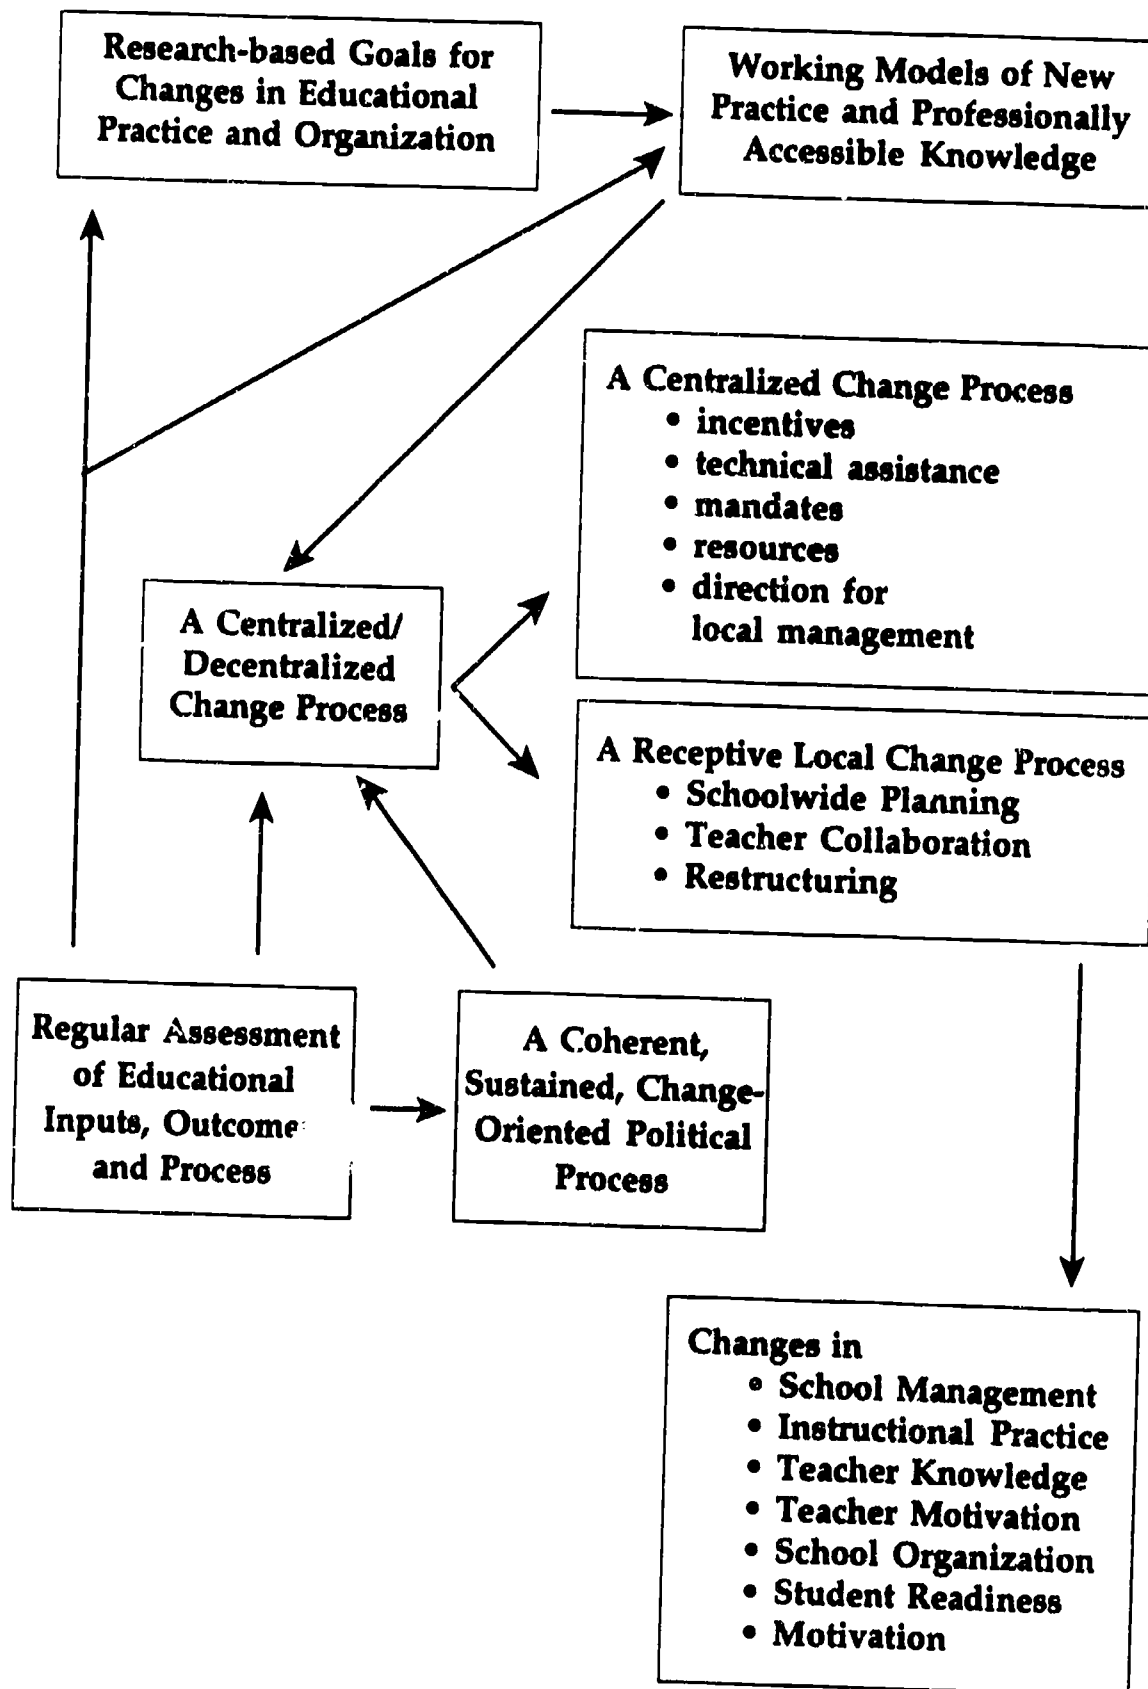 Research-based Goals for
Changes in Educational
Practice and Organization
Working Models of New
Practice and Professionally
Accessible Knowledge
A Centralized Change Process
• incentives
• technical assistance
• mandates
• resources
• direction for
local management
A Centralized/
Decentralized
Change Process
A Receptive Local Change Process
• Schoolwide Planning
• Teacher Collaboration
• Restructuring
Regular Assessment
of Educational
Inputs, Outcome
and Process
A Coherent,
Sustained, Change-
Oriented Political
Process
Changes in
• School Management
• Instructional Practice
• Teacher Knowledge
• Teacher Motivation
• School Organization
• Student Readiness
• Motivation